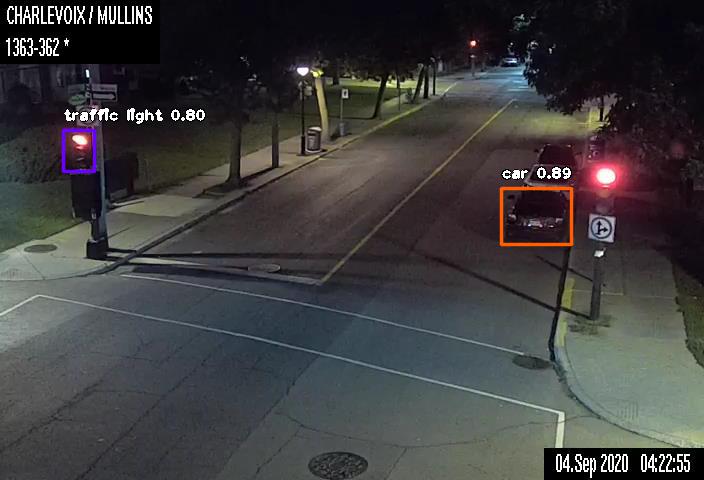 CHARLEVOIX / MULLINS
1363-362 *
traffic light 0.80
car 0.89
04.Sep 2020 04:22:55